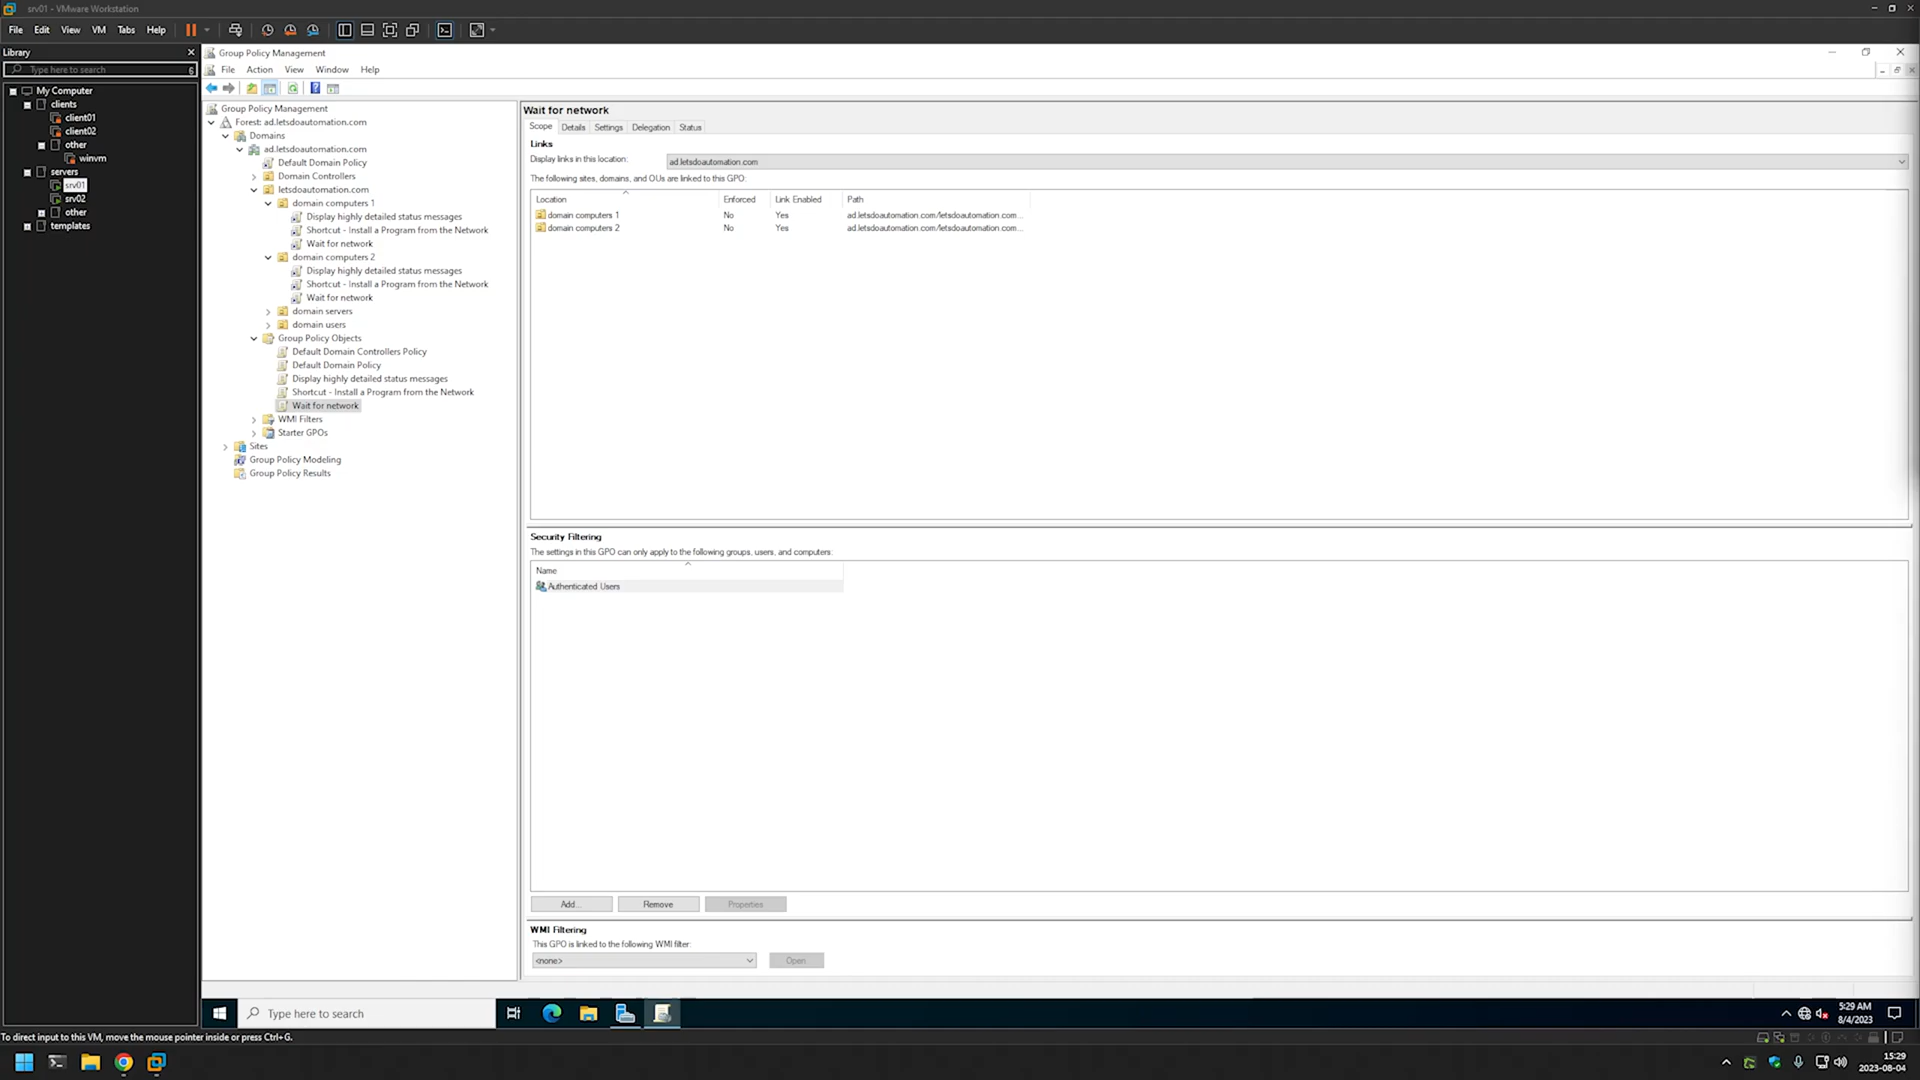 srv01 - VMware Workstation
File Edit View VM Tabs Help
Library
Type here to search
My Computer
clients
client01
client02
other
winvm
servers
srv01
srv02
other
templates
Group Policy Management
File Action View Window Help
Group Policy Management
Forest: ad.letsdoautomation.com
Domains
ad.letsdoautomation.com
Default Domain Policy
Domain Controllers
letsdoautomation.com
domain computers 1
Display highly detailed status messages
Shortcut - Install a Program from the Network
Wait for network
domain computers 2
Display highly detailed status messages
Shortcut - Install a Program from the Network
Wait for network
domain servers
domain users
Group Policy Objects
Default Domain Controllers Policy
Default Domain Policy
Display highly detailed status messages
Shortcut - Install a Program from the Network
Wait for network
WMI Filters
Starter GPOs
Sites
Group Policy Modeling
Group Policy Results
Wait for network
Scope Details Settings Delegation Status
Links
Display links in this location: ad.letsdoautomation.com
The following sites, domains, and OUs are linked to this GPO:
Location Enforced Link Enabled Path
domain computers 1 No Yes ad.letsdoautomation.com/letsdoautomation.com...
domain computers 2 No Yes ad.letsdoautomation.com/letsdoautomation.com...
Security Filtering
The settings in this GPO can only apply to the following groups, users, and computers:
Name
Authenticated Users
Add... Remove Properties
WMI Filtering
This GPO is linked to the following WMI filter:
<none> Open
Type here to search
5:29 AM
8/4/2023
To direct input to this VM, move the mouse pointer inside or press Ctrl+G.
15:29
2023-08-04